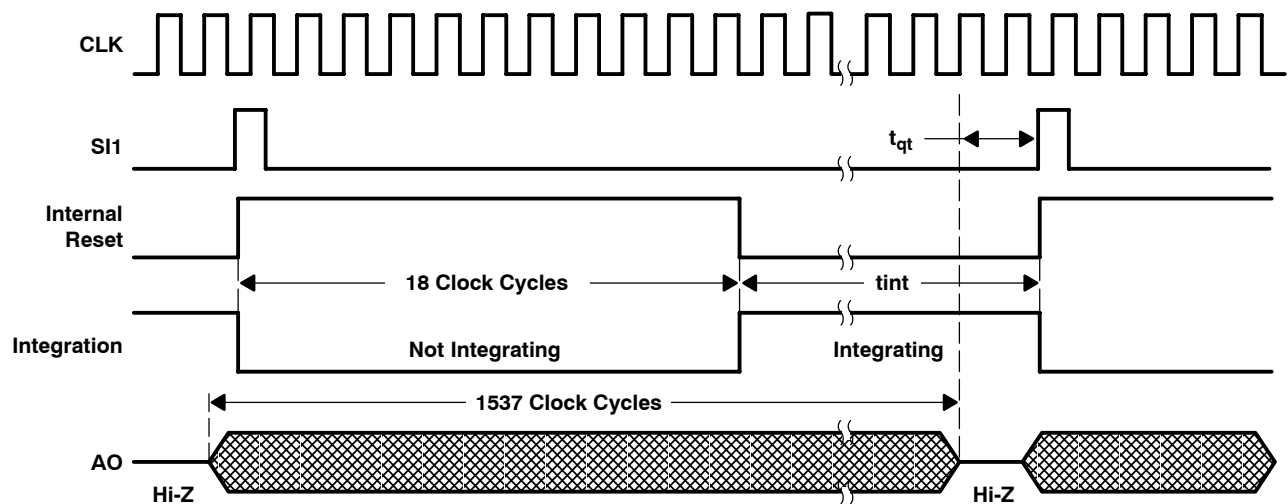 CLK
SI1
t_qt
Internal
Reset
18 Clock Cycles
tint
Integration
Not Integrating
Integrating
1537 Clock Cycles
AO
Hi-Z
Hi-Z